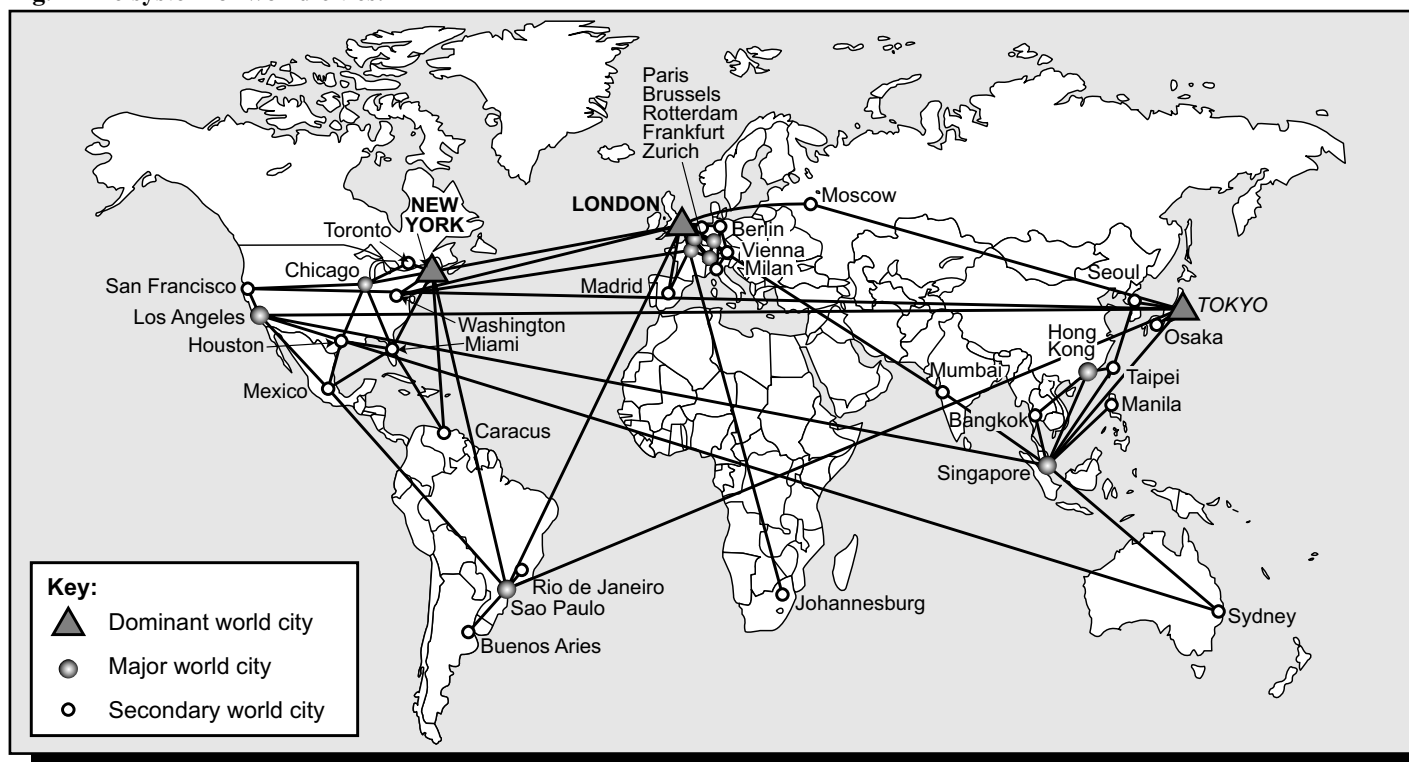 Paris
Brussels
Rotterdam
Frankfurt
Zurich
Moscow
LONDON
NEW
YORK
Toronto
Berlin
Vienna
Milan
Chicago
Seoul
San Francisco
Madrid
TOKYO
Los Angeles
Washington
Miami
Osaka
Houston
Hong
Kong
Mumbai
Taipei
Mexico
Manila
Bangkok
Caracus
Singapore
Rio de Janeiro
Sao Paulo
Johannesburg
Sydney
Buenos Aries
Key:
Dominant world city
Major world city
Secondary world city